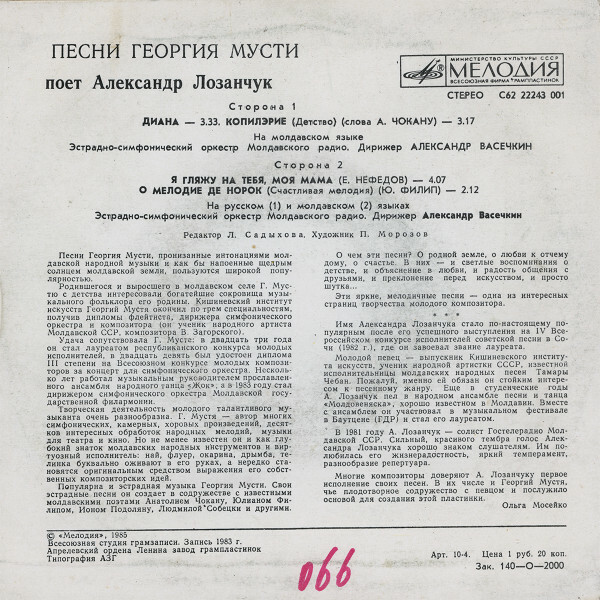 ПЕСНИ ГЕОРГИЯ МУСТИ
поет Александр Лозанчук
МИНИСТЕРСТВО КУЛЬТУРЫ СССР
МЕЛОДИЯ
ВСЕСОЮЗНАЯ ФИРМА ГРАМПЛАСТИНОК
СТЕРЕО С62 22243 001
Сторона 1
ДИАНА — 3.33. КОПИЛЭРИЕ (Детство) (слова А. ЧОКАНУ) — 3.17
На молдавском языке
Эстрадно-симфонический оркестр Молдавского радио. Дирижер АЛЕКСАНДР ВАСЕЧКИН
Сторона 2
Я ГЛЯЖУ НА ТЕБЯ, МОЯ МАМА (Е. НЕФЕДОВ) — 4.07
О МЕЛОДИЕ ДЕ НОРОК (Счастливая мелодия) (Ю. ФИЛИП) — 2.12
На русском (1) и молдавском (2) языках
Эстрадно-симфонический оркестр Молдавского радио. Дирижер Александр Васечкин
Редактор Л. Садыхова. Художник П. Морозов
Песни Георгия Мусти, пронизанные интонациями мол-
давской народной музыки и как бы напоенные щедрым
солнцем молдавской земли, пользуются широкой попу-
лярностью.
Родившегося и выросшего в молдавском селе Г. Мус-
тю с детства интересовали богатейшие сокровища музы-
кального фольклора его родины. Кишиневский институт
искусств Георгий Мустя окончил по трем специальностям,
получив дипломы флейтиста, дирижера симфонического
оркестра и композитора (он ученик народного артиста
Молдавской ССР, композитора В. Загорского).
Удача сопутствовала Г. Мусте: в двадцать три года
он стал лауреатом республиканского конкурса молодых
исполнителей, в двадцать девять был удостоен диплома
III степени на Всесоюзном конкурсе молодых компози-
торов за концерт для симфонического оркестра. Несколь-
ко лет работал музыкальным руководителем прославлен-
ного ансамбля народного танца «Жок», а в 1983 году стал
дирижером симфонического оркестра Молдавской госу-
дарственной филармонии.
Творческая деятельность молодого талантливого музы-
канта очень разнообразна. Г. Мустя — автор многих
симфонических, камерных, хоровых произведений, десят-
ков интересных обработок народных мелодий, музыки
для театра и кино. Но не менее известен он и как глу-
бокий знаток молдавских народных инструментов и вир-
туозный исполнитель: най, флуер, окарина, дрымба, те-
линка буквально оживают в его руках, а нередко ста-
новятся оригинальным средством выражения его собст-
венных композиторских идей.
Популярна и эстрадная музыка Георгия Мусти. Свои
эстрадные песни он создает в содружестве с известными
молдавскими поэтами Анатолием Чокану, Юлианом Фи-
липом, Ионом Подоляну, Людмилой Собецки и другими.
О чем эти песни? О родной земле, о любви к отчему
дому, о счастье. В них — и светлые воспоминания о
детстве, и объяснение в любви, и радость общения с
друзьями, и преклонение перед искусством, и просто
шутка...
Эти яркие, мелодичные песни — одна из интересных
страниц творчества молодого композитора.
* * *
Имя Александра Лозанчука стало по-настоящему по-
пулярным после его успешного выступления на IV Все-
российском конкурсе исполнителей советской песни в Со-
чи (1982 г.), где он завоевал звание лауреата.
Молодой певец — выпускник Кишиневского институ-
та искусств, ученик народной артистки СССР, известной
исполнительницы молдавских народных песен Тамары
Чебан. Пожалуй, именно ей обязан он стойким интере-
сом к песенному жанру. Еще в студенческие годы
А. Лозанчук пел в народном ансамбле песни и танца
«Молдовеняска», хорошо известном в Молдавии. Вместе
с ансамблем он участвовал в музыкальном фестивале
в Баутцене (ГДР) и стал его лауреатом.
В 1981 году А. Лозанчук — солист Гостелерадио Мол-
давской ССР. Сильный, красивого тембра голос Алек-
сандра Лозанчука хорошо знаком слушателям. Им по-
любилась его жизнерадостность, яркий темперамент,
разнообразие репертуара.
Многие композиторы доверяют А. Лозанчуку первое
исполнение своих песен. В их числе и Георгий Мустя,
чье плодотворное содружество с певцом и послужило
основой для создания этой пластинки.
Ольга Мосейко
© «Мелодия», 1985
Всесоюзная студия грамзаписи. Запись 1983 г.
Апрелевский ордена Ленина завод грампластинок
Типография АЗГ
Арт. 10-4. Цена 1 руб. 20 коп.
Зак. 140—О—2000
066